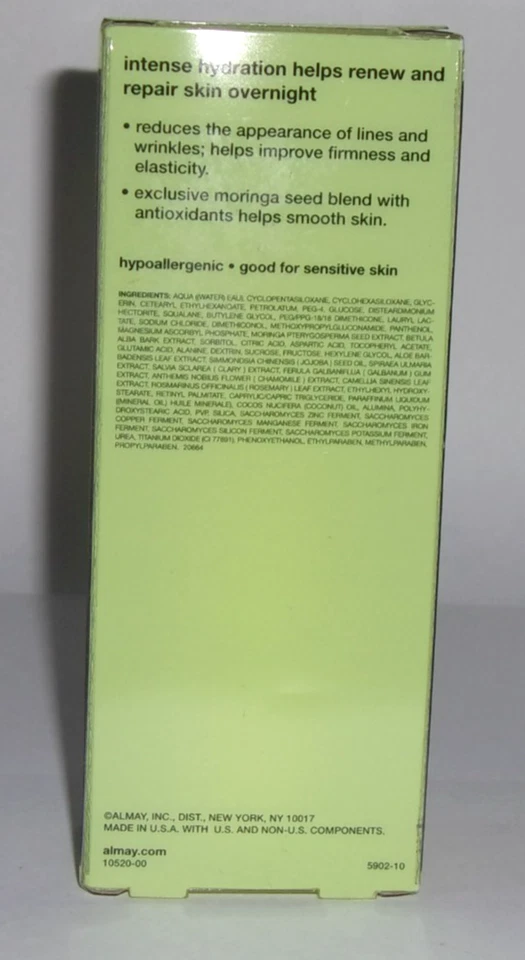 intense hydration helps renew and
repair skin overnight
• reduces the appearance of lines and
wrinkles; helps improve firmness and
elasticity.
• exclusive moringa seed blend with
antioxidants helps smooth skin.
hypoallergenic • good for sensitive skin
INGREDIENTS: AQUA ((WATER) EAU), CYCLOPENTASILOXANE, CYCLOHEXASILOXANE, GLYC-
ERIN, CETEARYL ETHYLHEXANOATE, PETROLATUM, PEG-4, GLUCOSE, DISTEARDIMONIUM
HECTORITE, SQUALANE, BUTYLENE GLYCOL, PEG/PPG-18/18 DIMETHICONE, LAURYL LAC-
TATE, SODIUM CHLORIDE, DIMETHICONOL, METHOXYPROPYLGLUCONAMIDE, PANTHENOL,
MAGNESIUM ASCORBYL PHOSPHATE, MORINGA PTERYGOSPERMA SEED EXTRACT, BETULA
ALBA BARK EXTRACT, SORBITOL, CITRIC ACID, ASPARTIC ACID, TOCOPHERYL ACETATE,
GLUTAMIC ACID, ALANINE, DEXTRIN, SUCROSE, FRUCTOSE, HEXYLENE GLYCOL, ALOE BAR-
BADENSIS LEAF EXTRACT, SIMMONDSIA CHINENSIS ( JOJOBA ) SEED OIL, SPIRAEA ULMARIA
EXTRACT, SALVIA SCLAREA ( CLARY ) EXTRACT, FERULA GALBANIFLUA ( GALBANUM ) GUM
EXTRACT, ANTHEMIS NOBILIS FLOWER ( CHAMOMILE ) EXTRACT, CAMELLIA SINENSIS LEAF
EXTRACT, ROSMARINUS OFFICINALIS ( ROSEMARY ) LEAF EXTRACT, ETHYLHEXYL HYDROXY-
STEARATE, RETINYL PALMITATE, CAPRYLIC/CAPRIC TRIGLYCERIDE, PARAFFINUM LIQUIDUM
((MINERAL OIL) HUILE MINERALE), COCOS NUCIFERA (COCONUT) OIL, ALUMINA, POLYHY-
DROXYSTEARIC ACID, PVP, SILICA, SACCHAROMYCES ZINC FERMENT, SACCHAROMYCES
COPPER FERMENT, SACCHAROMYCES MANGANESE FERMENT, SACCHAROMYCES IRON
FERMENT, SACCHAROMYCES SILICON FERMENT, SACCHAROMYCES POTASSIUM FERMENT,
UREA, TITANIUM DIOXIDE (CI 77891), PHENOXYETHANOL, ETHYLPARABEN, METHYLPARABEN,
PROPYLPARABEN. 20664
©ALMAY, INC., DIST., NEW YORK, NY 10017
MADE IN U.S.A. WITH U.S. AND NON-U.S. COMPONENTS.
almay.com
10520-00
5902-10